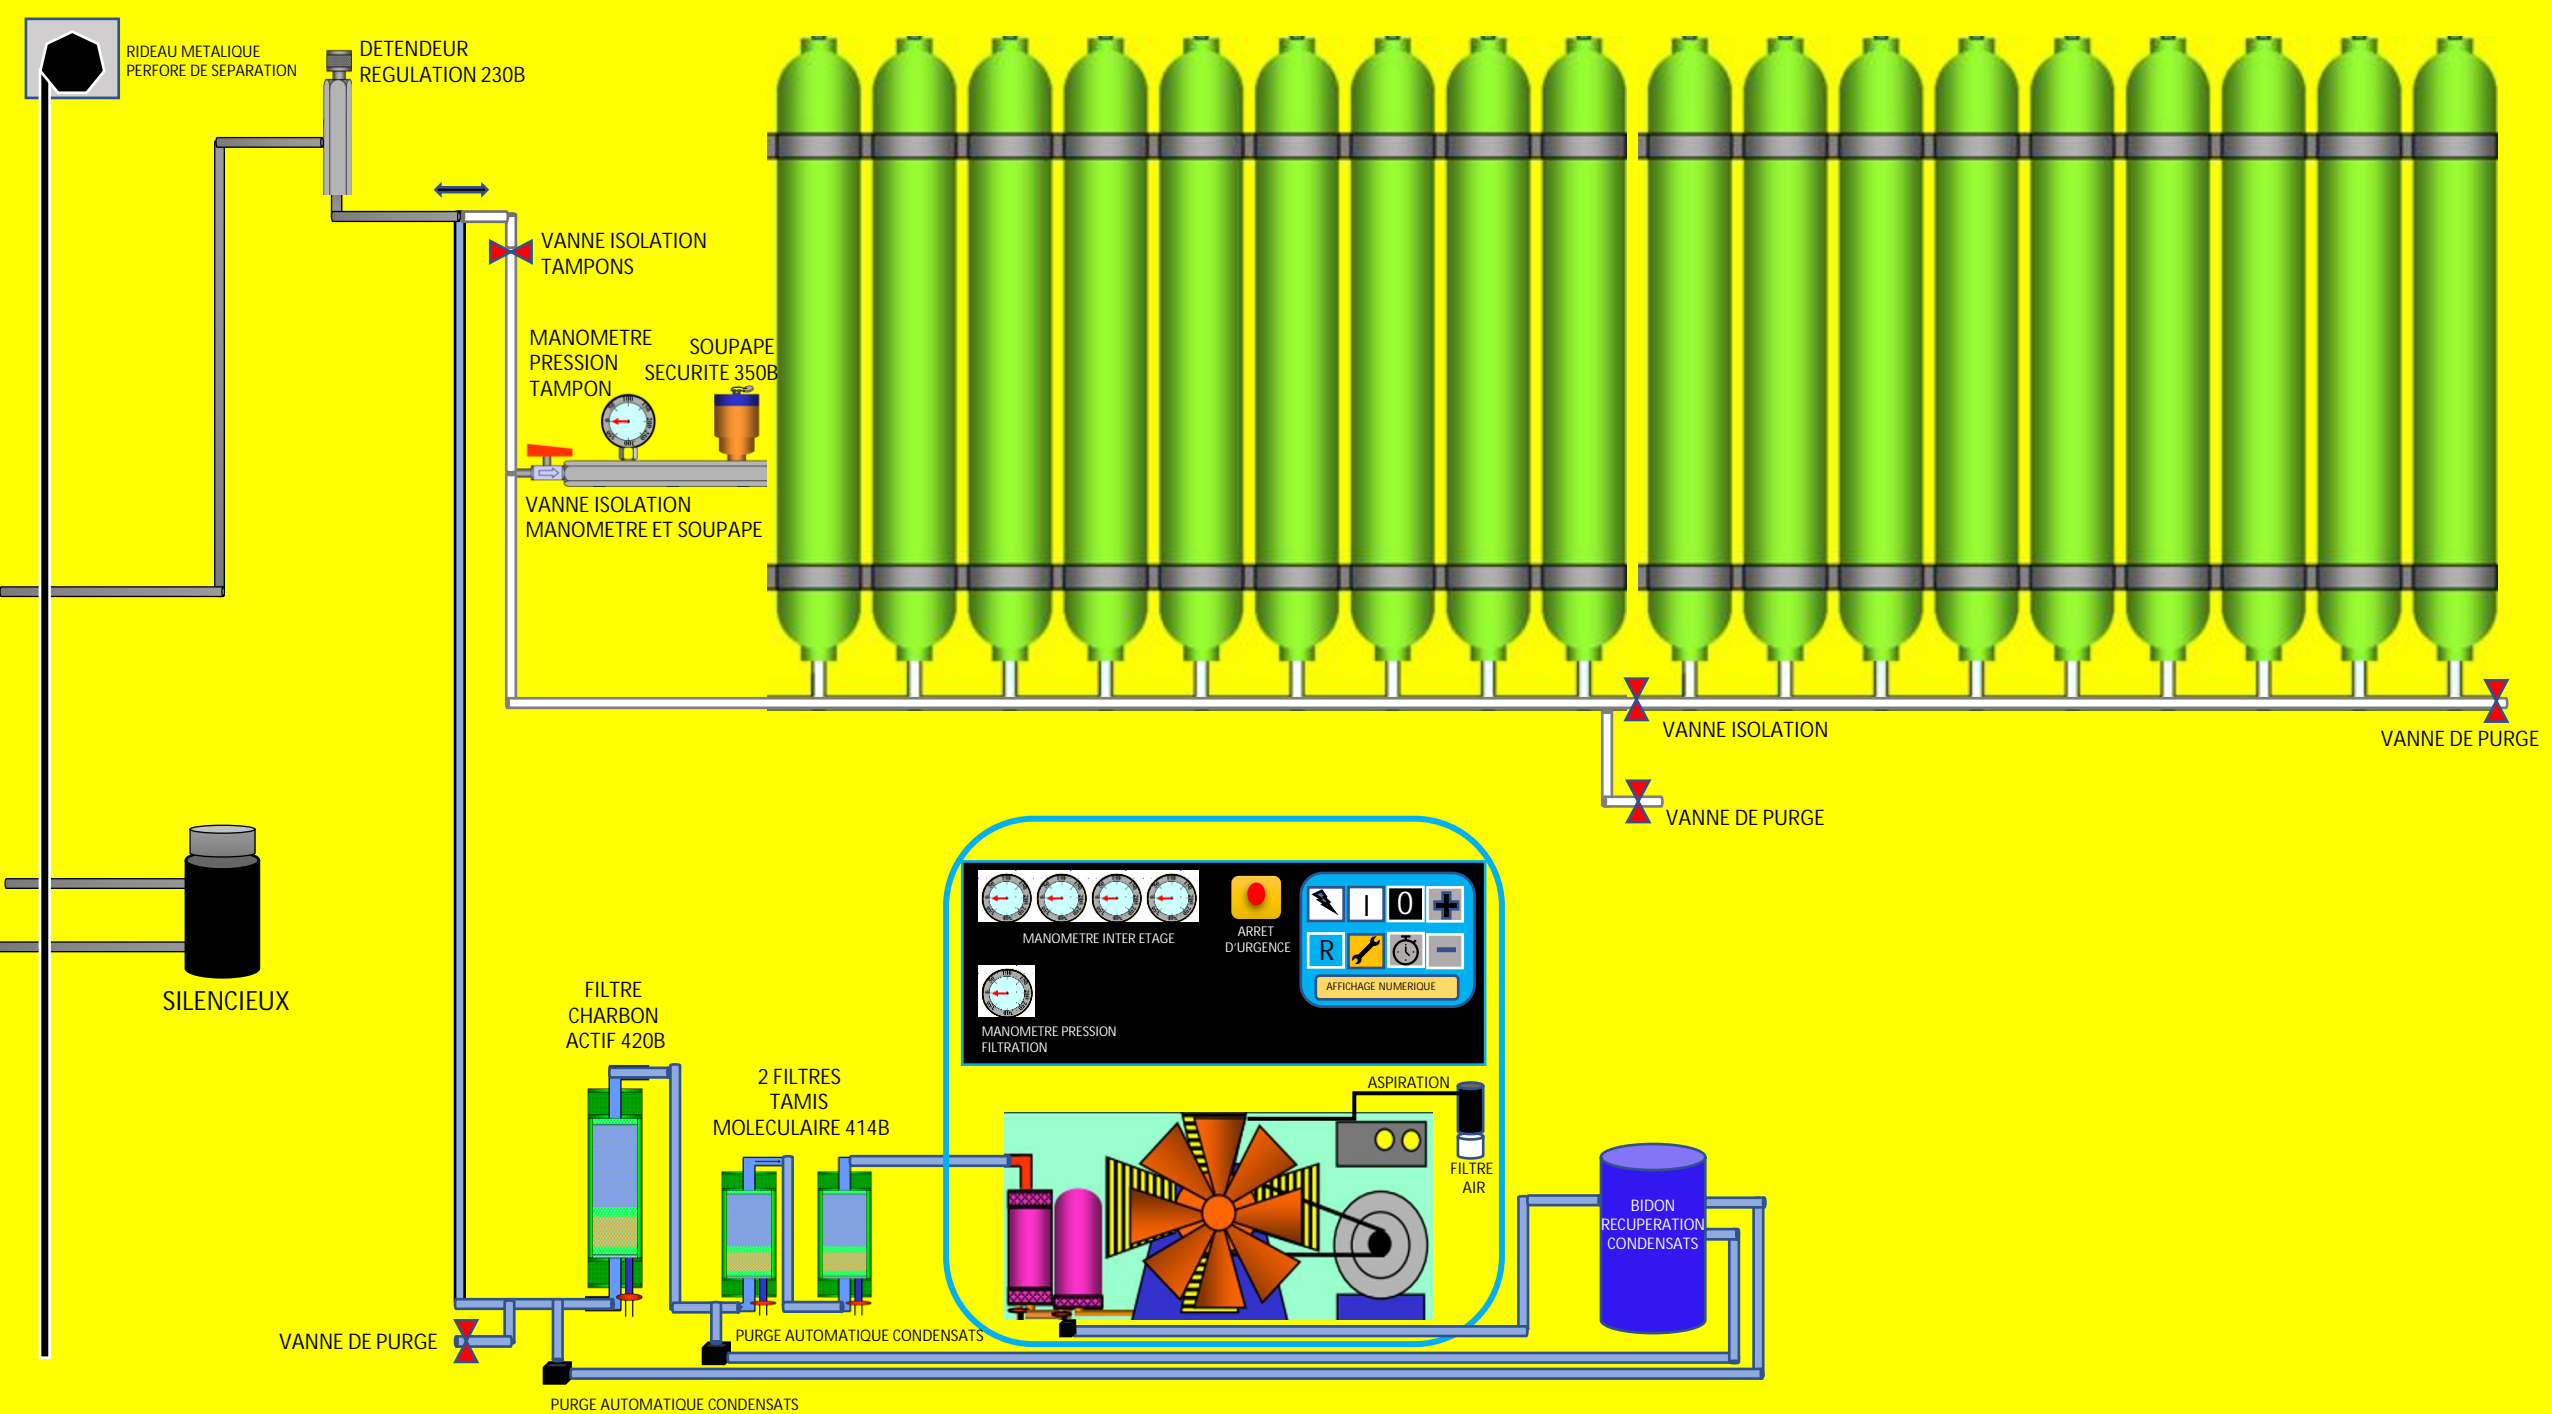 RIDEAU METALIQUE
PERFORE DE SEPARATION
DETENDEUR
REGULATION 230B
VANNE ISOLATION
TAMPONS
MANOMETRE
PRESSION
TAMPON
SOUPAPE
SECURITE 350B
VANNE ISOLATION
MANOMETRE ET SOUPAPE
VANNE ISOLATION
VANNE DE PURGE
VANNE DE PURGE
SILENCIEUX
MANOMETRE INTER ETAGE
ARRET
D'URGENCE
I
0
R
AFFICHAGE NUMERIQUE
MANOMETRE PRESSION
FILTRATION
FILTRE
CHARBON
ACTIF 420B
2 FILTRES
TAMIS
MOLECULAIRE 414B
ASPIRATION
FILTRE
AIR
BIDON
RECUPERATION
CONDENSATS
VANNE DE PURGE
PURGE AUTOMATIQUE CONDENSATS
PURGE AUTOMATIQUE CONDENSATS